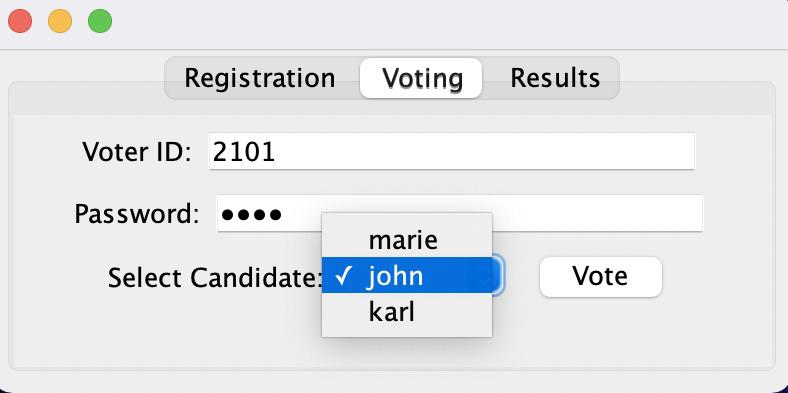 Registration Voting Results
Voter ID: 2101
Password: ●●●●
marie
Select Candidate: ✓ john Vote
karl